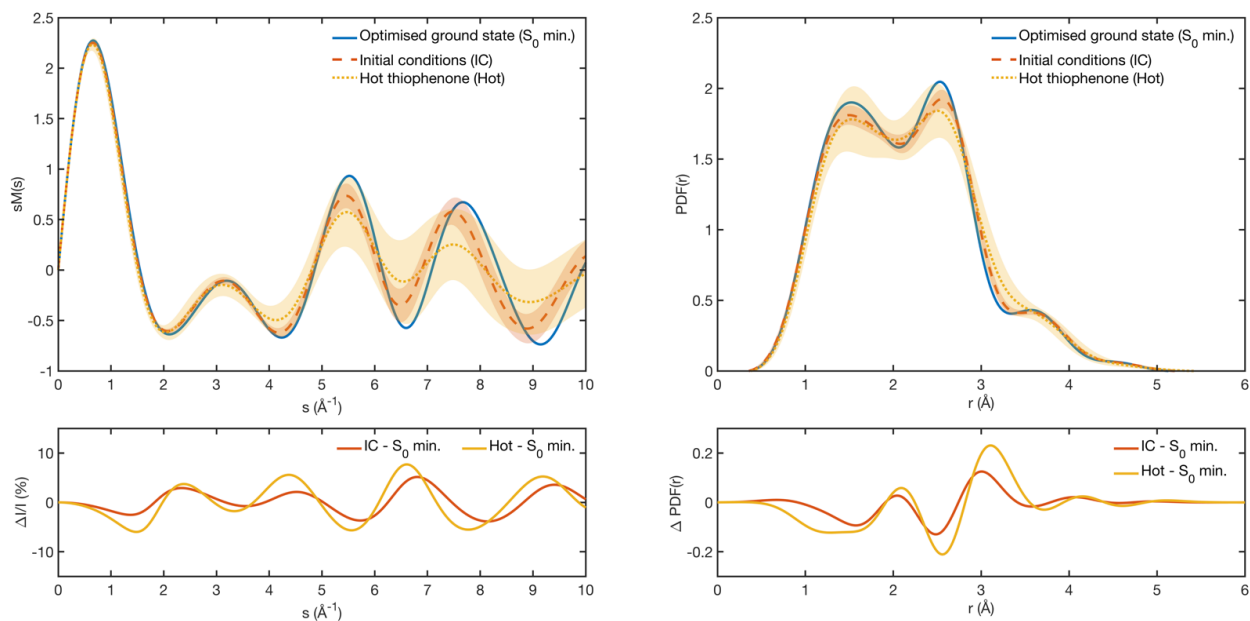 2.5
2
1.5
1
0.5
0
-0.5
-1
sM(s)
Optimised ground state (S0 min.)
Initial conditions (IC)
Hot thiophenone (Hot)
0 1 2 3 4 5 6 7 8 9 10
s (Å-1)
2.5
2
1.5
1
0.5
0
PDF(r)
Optimised ground state (S0 min.)
Initial conditions (IC)
Hot thiophenone (Hot)
0 1 2 3 4 5 6
r (Å)
10
0
-10
ΔI/I (%)
IC - S0 min. Hot - S0 min.
0 1 2 3 4 5 6 7 8 9 10
s (Å-1)
0.2
0
-0.2
Δ PDF(r)
IC - S0 min.
Hot - S0 min.
0 1 2 3 4 5 6
r (Å)